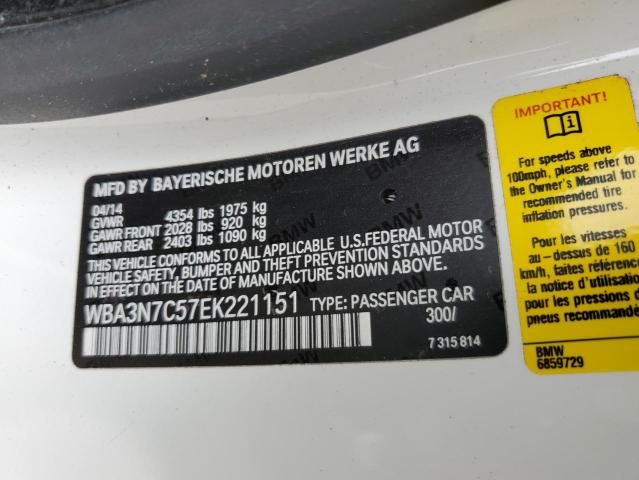 MFD BY BAYERISCHE MOTOREN WERKE AG
04/14
GVWR 4354 lbs 1975 kg
GAWR FRONT 2028 lbs 920 kg
GAWR REAR 2403 lbs 1090 kg
THIS VEHICLE CONFORMS TO ALL APPLICABLE U.S.FEDERAL MOTOR
VEHICLE SAFETY, BUMPER AND THEFT PREVENTION STANDARDS
IN EFFECT ON THE DATE OF MANUFACTURE SHOWN ABOVE.
WBA3N7C57EK221151 TYPE: PASSENGER CAR
300/
7 315 814
IMPORTANT!
For speeds above
100mph, please refer to
the Owner's Manual for
recommended tire
inflation pressures.
Pour les vitesses
au-dessus de 160
km/h, faites référence
la notice d'utilisation
pour les pressions d
pneus recommandé
BMW
6859729